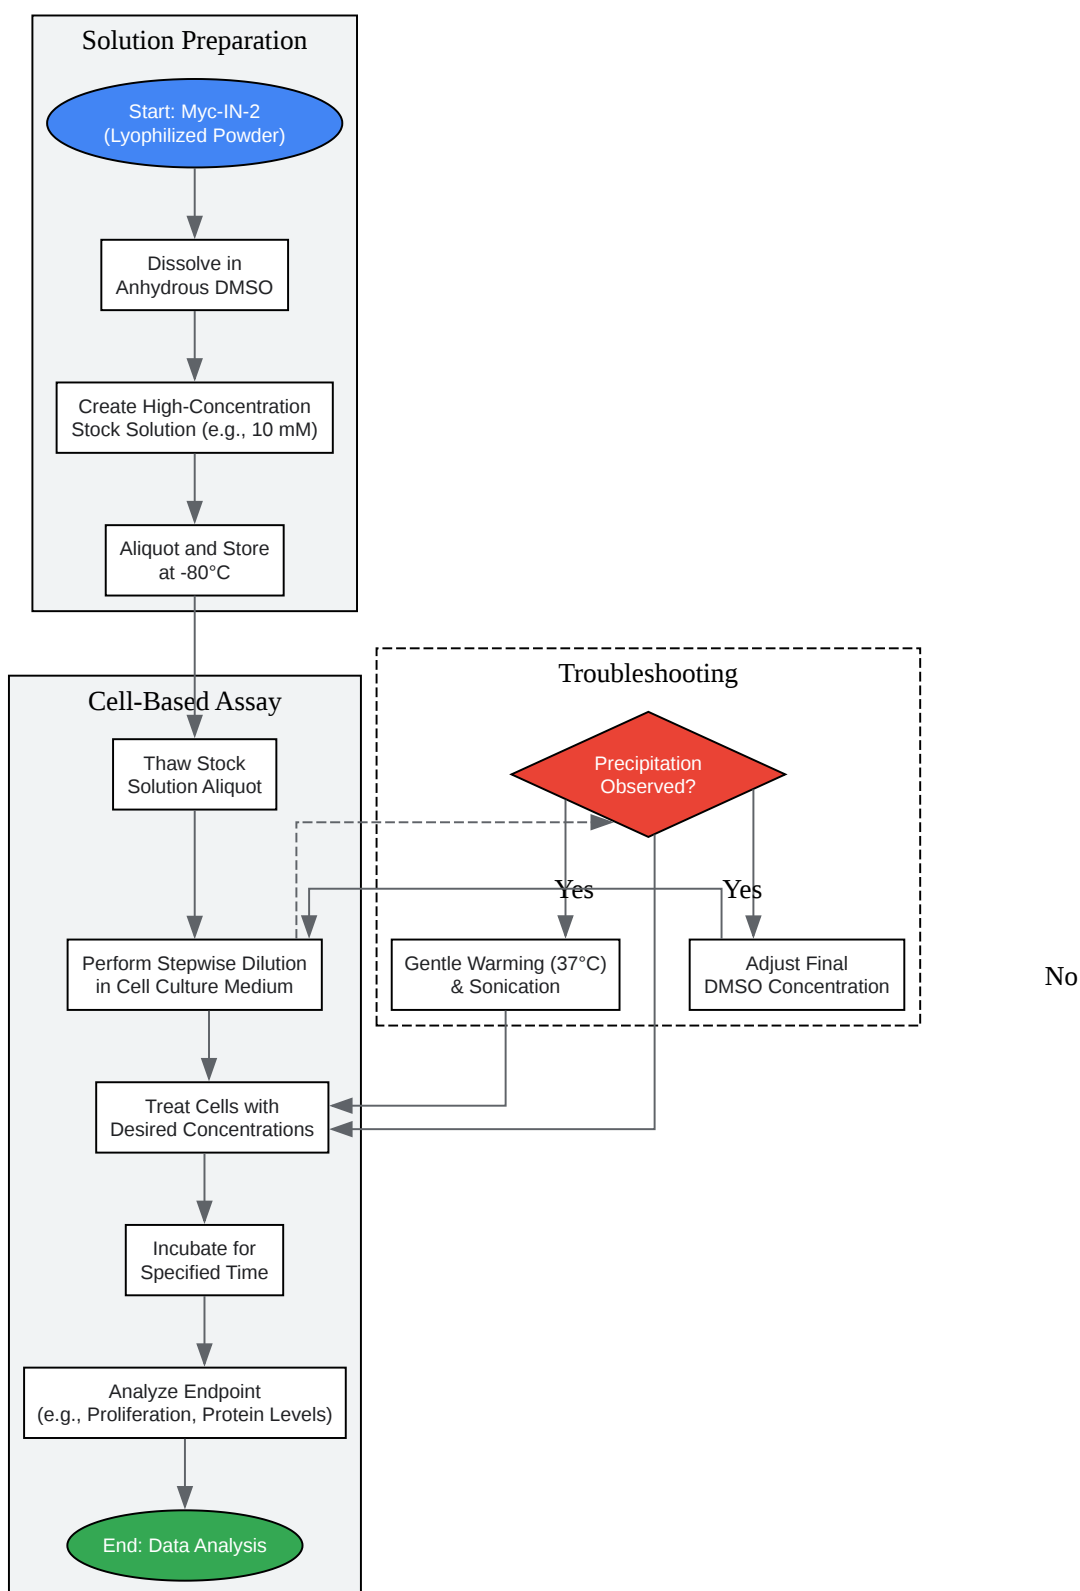 Solution Preparation
Start: Myc-IN-2
(Lyophilized Powder)
Dissolve in
Anhydrous DMSO
Create High-Concentration
Stock Solution (e.g., 10 mM)
Aliquot and Store
at -80°C
Cell-Based Assay
Thaw Stock
Solution Aliquot
Troubleshooting
Precipitation
Observed?
Yes
Yes
Perform Stepwise Dilution
in Cell Culture Medium
Gentle Warming (37°C)
& Sonication
Adjust Final
DMSO Concentration
No
Treat Cells with
Desired Concentrations
Incubate for
Specified Time
Analyze Endpoint
(e.g., Proliferation, Protein Levels)
End: Data Analysis